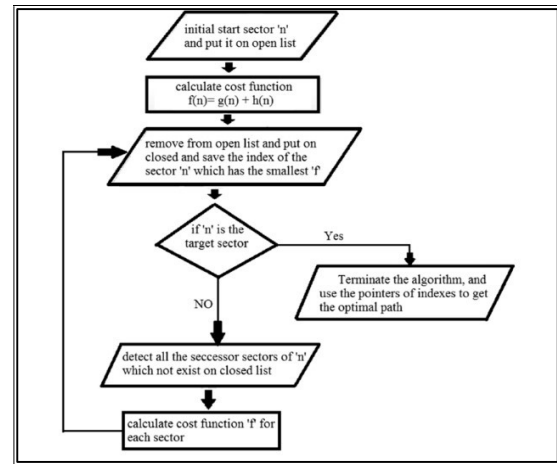 initial start sector 'n'
and put it on open list
calculate cost function
f(n)= g(n) + h(n)
remove from open list and put on
closed and save the index of the
sector 'n' which has the smallest 'f'
if 'n' is the
target sector
Yes
Terminate the algorithm, and
use the pointers of indexes to get
the optimal path
NO
detect all the seccessor sectors of 'n'
which not exist on closed list
calculate cost function 'f' for
each sector